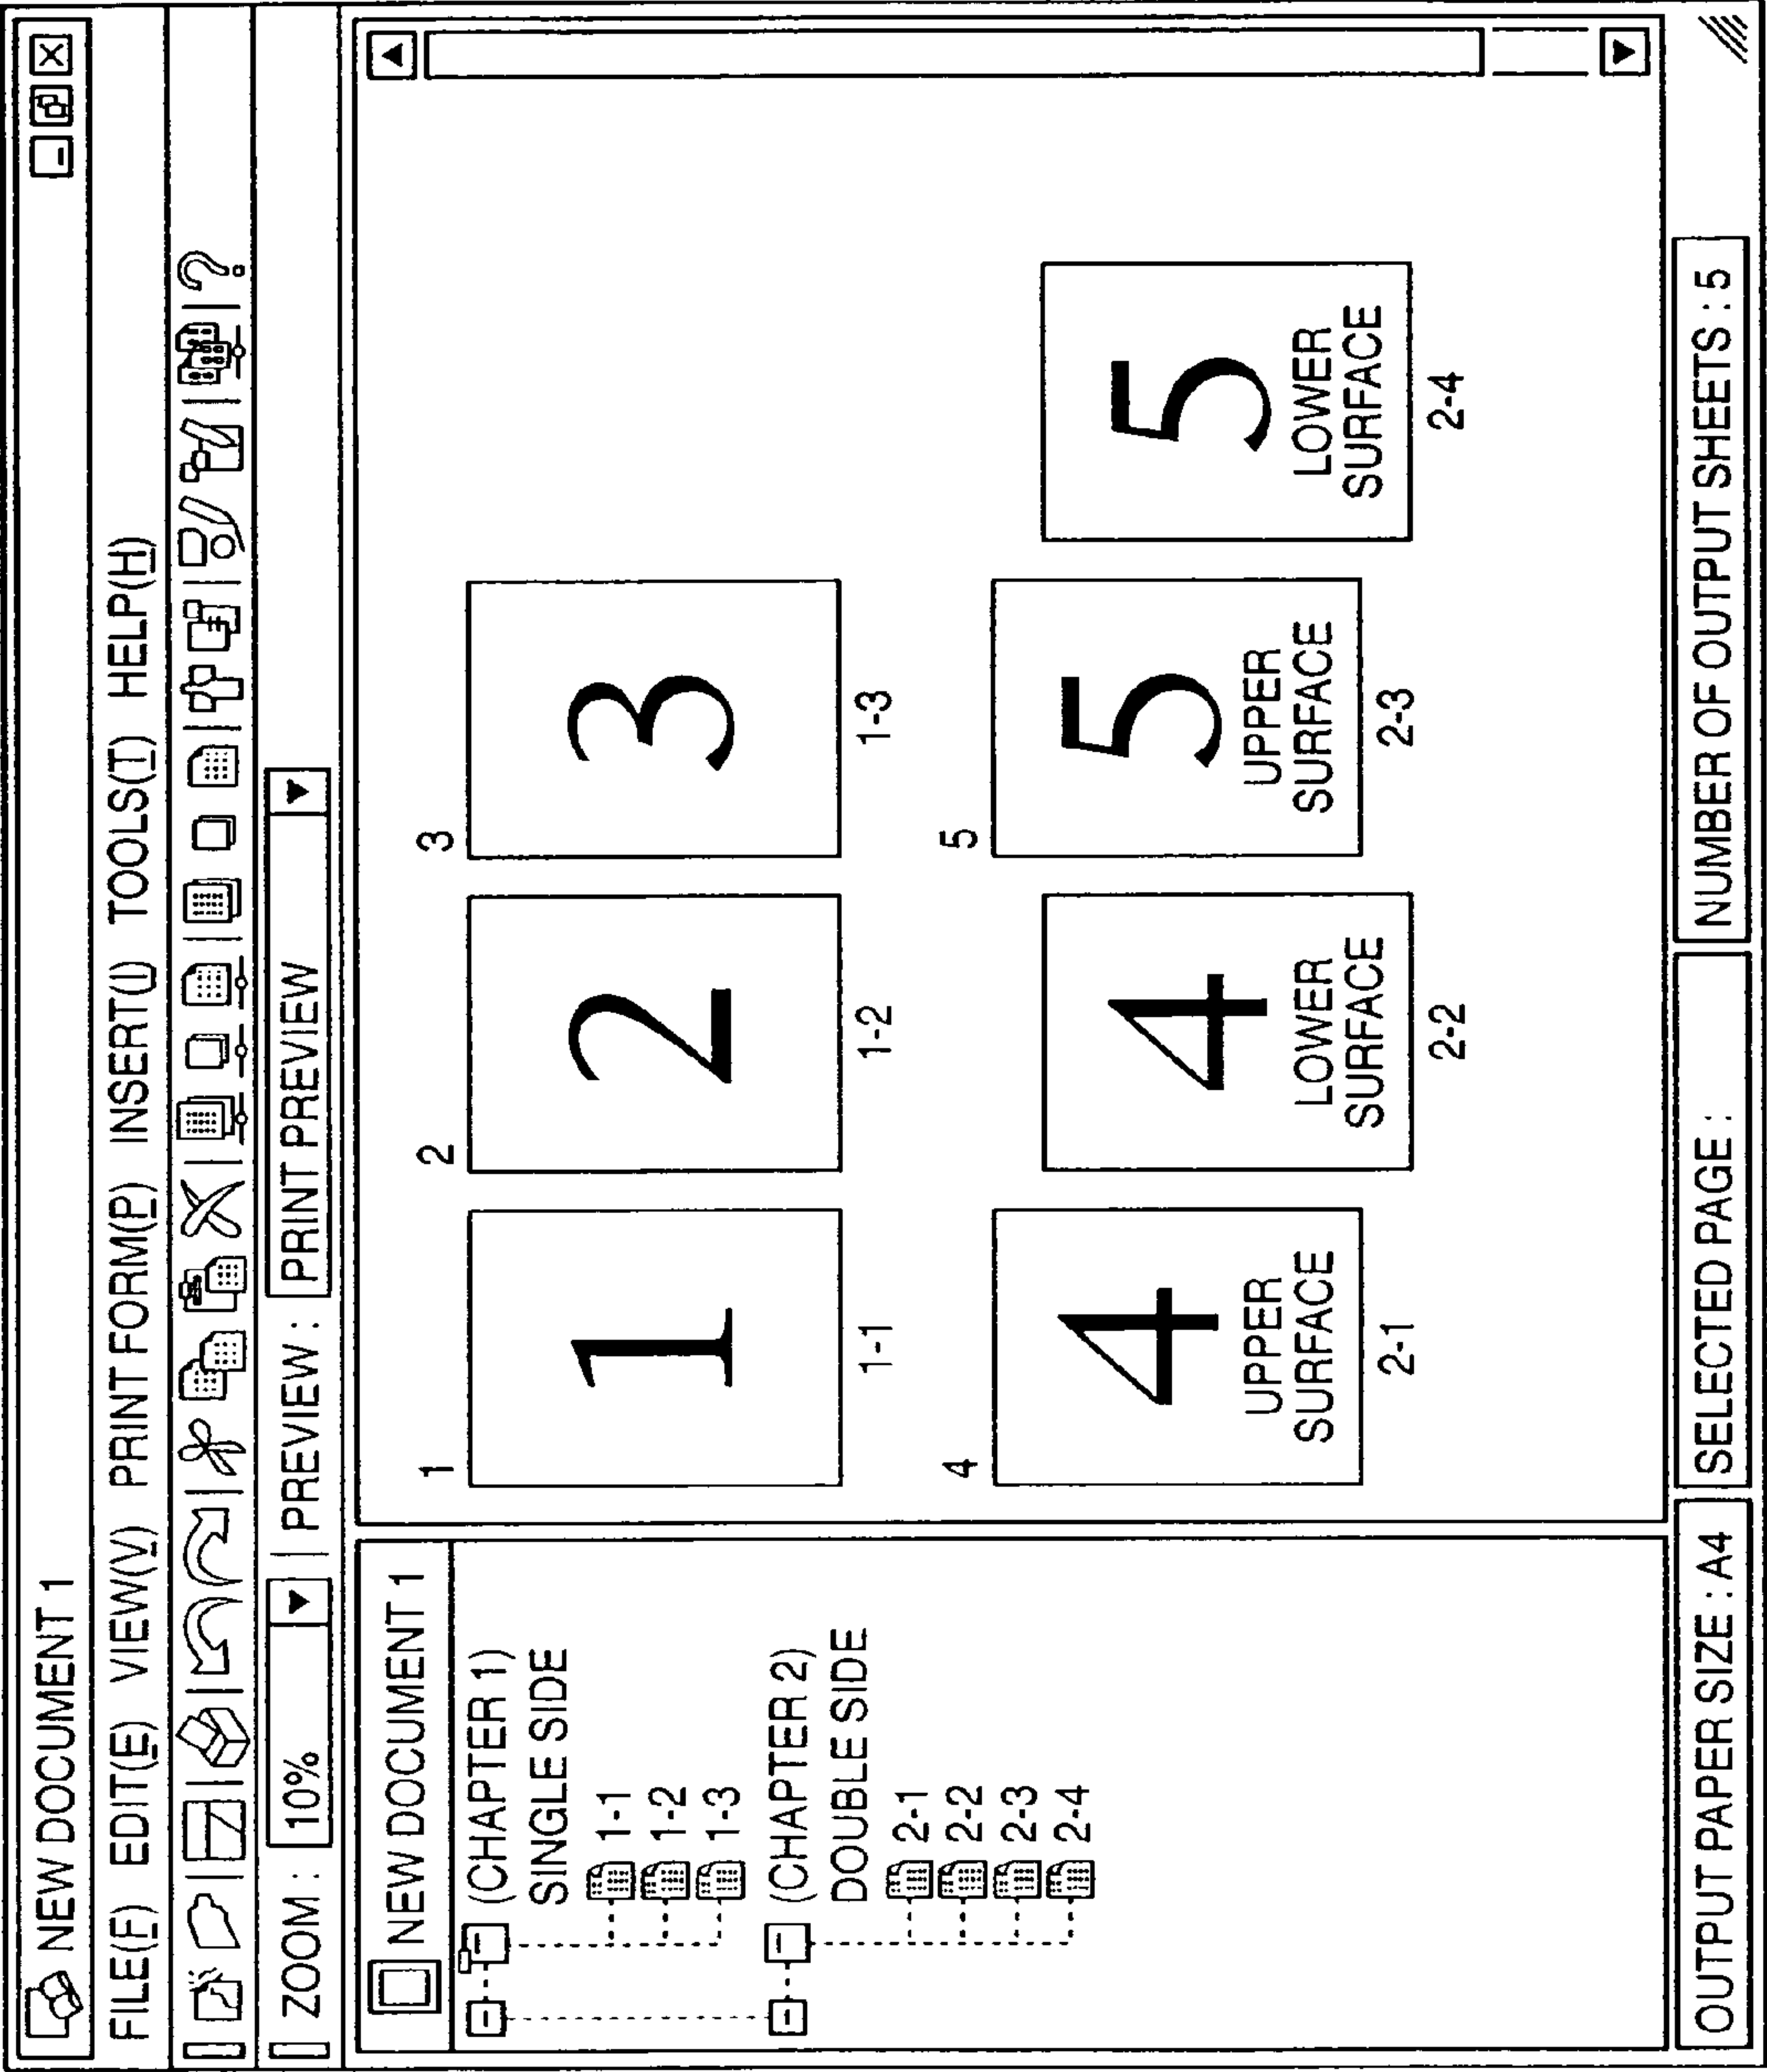 NEW DOCUMENT 1
FILE(F) EDIT(E) VIEW(V) PRINT FORM(P) INSERT(I) TOOLS(T) HELP(H)
ZOOM : 10% PREVIEW : PRINT PREVIEW
NEW DOCUMENT 1
(CHAPTER 1)
SINGLE SIDE
1-1
1-2
1-3
(CHAPTER 2)
DOUBLE SIDE
2-1
2-2
2-3
2-4
1 2 3
1 2 3
1-1 1-2 1-3
4 5
4
UPPER
SURFACE
2-1
4
LOWER
SURFACE
2-2
5
UPPER
SURFACE
2-3
5
LOWER
SURFACE
2-4
OUTPUT PAPER SIZE : A4 SELECTED PAGE : NUMBER OF OUTPUT SHEETS : 5